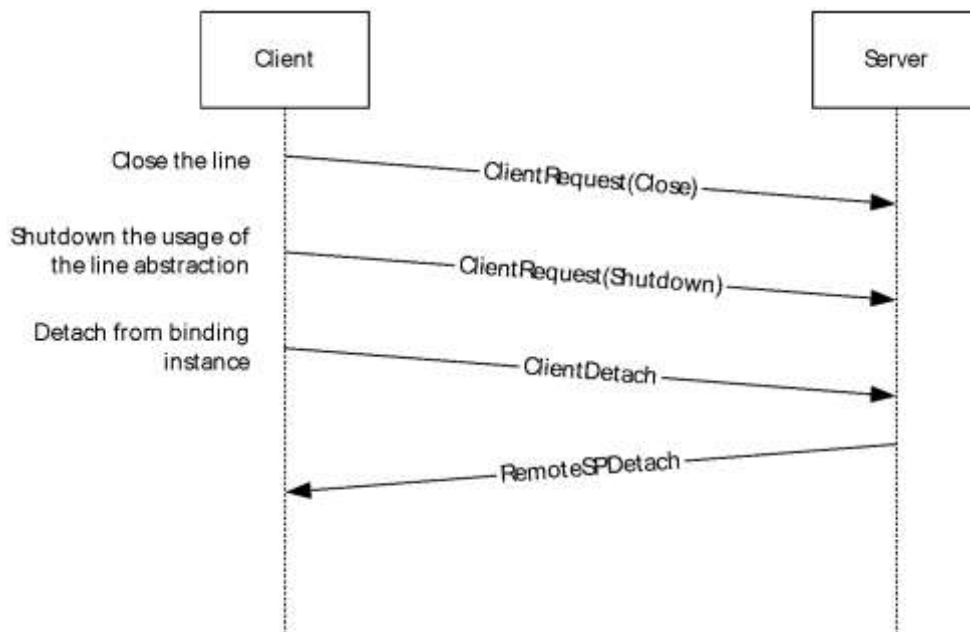 Client
Server
Close the line
ClientRequest(Close)
Shutdown the usage of
the line abstraction
ClientRequest(Shutdown)
Detach from binding
instance
ClientDetach
RemoteSPDetach